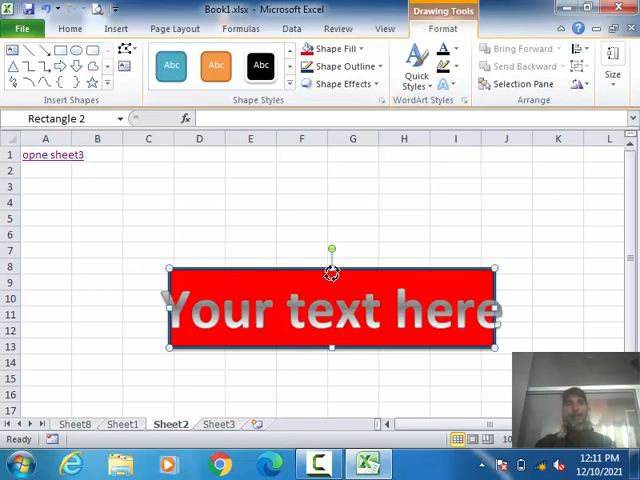 Book1.xlsx - Microsoft Excel
Drawing Tools
File Home Insert Page Layout Formulas Data Review View Format
Abc Abc Abc
Shape Fill
Shape Outline
Shape Effects
Quick Styles
Bring Forward
Send Backward
Selection Pane
Size
Insert Shapes Shape Styles WordArt Styles Arrange
Rectangle 2 fx
A B C D E F G H I J K L
1 opne sheet3
2
3
4
5
6
7
8
9
10
11
12
13
14
15
16
17
Your text here
Sheet8 Sheet1 Sheet2 Sheet3
Ready
12:11 PM
12/10/2021